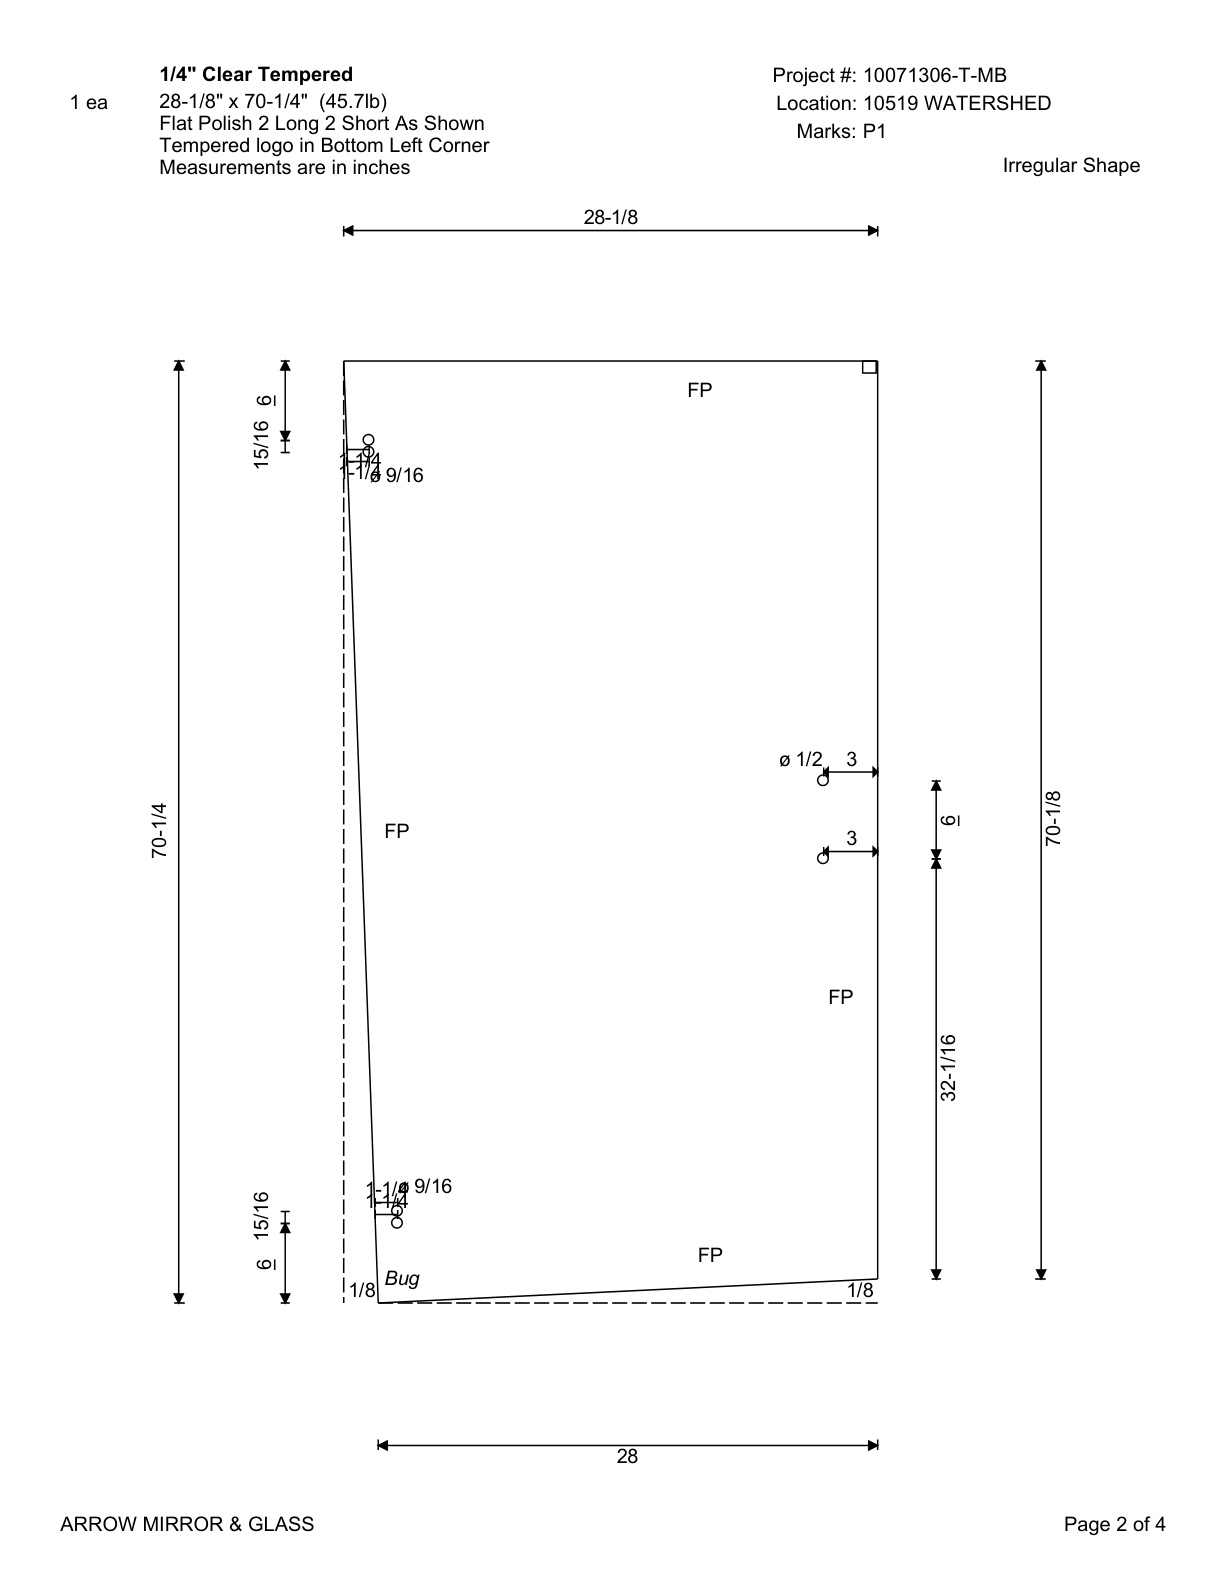 1/4" Clear Tempered
Project #: 10071306-T-MB
1 ea
28-1/8" x 70-1/4" (45.7lb)
Location: 10519 WATERSHED
Flat Polish 2 Long 2 Short As Shown
Marks: P1
Tempered logo in Bottom Left Corner
Measurements are in inches
Irregular Shape
28-1/8
FP
6
15/16
1-1/4
1-1/4
ø 9/16
ø 1/2
3
6
70-1/4
70-1/8
FP
3
FP
32-1/16
ø 9/16
1-1/4
1-1/4
15/16
FP
6
Bug
1/8
1/8
28
ARROW MIRROR & GLASS
Page 2 of 4